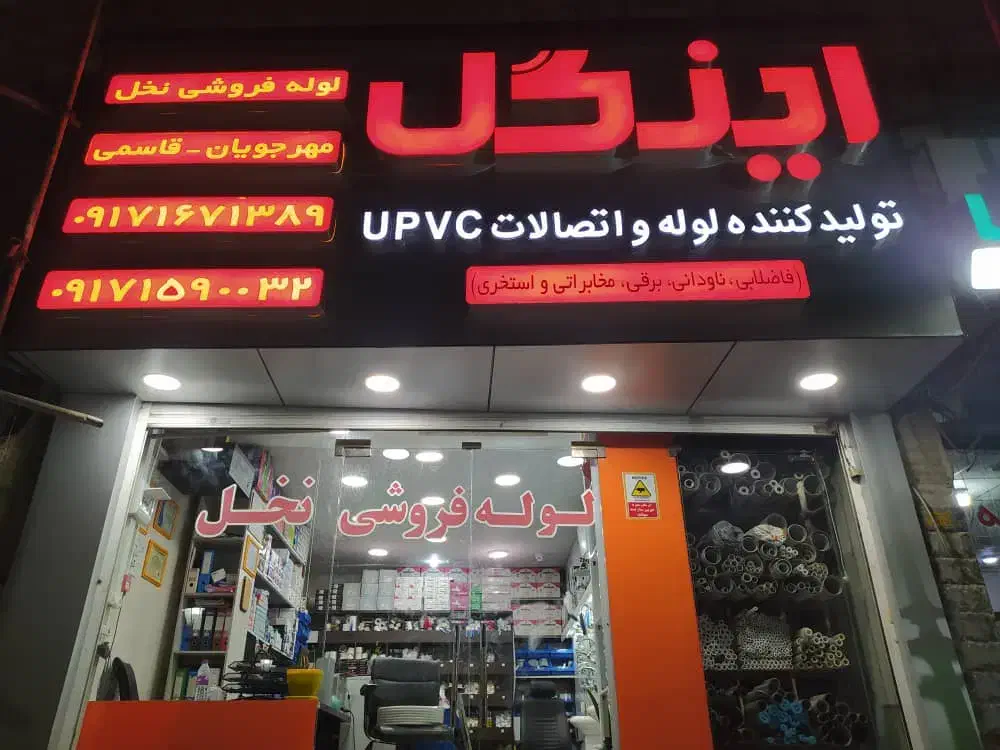 اینگل
تولید کننده لوله و اتصالات UPVC
(فاضلابی، ناودانی، برقی، مخابراتی و استخری)
لوله فروشی نخل
مهرجویان - قاسمی
۰۹۱۷۱۶۷۱۳۸۹
۰۹۱۷۱۵۹۰۰۳۲
لوله فروشی نخل